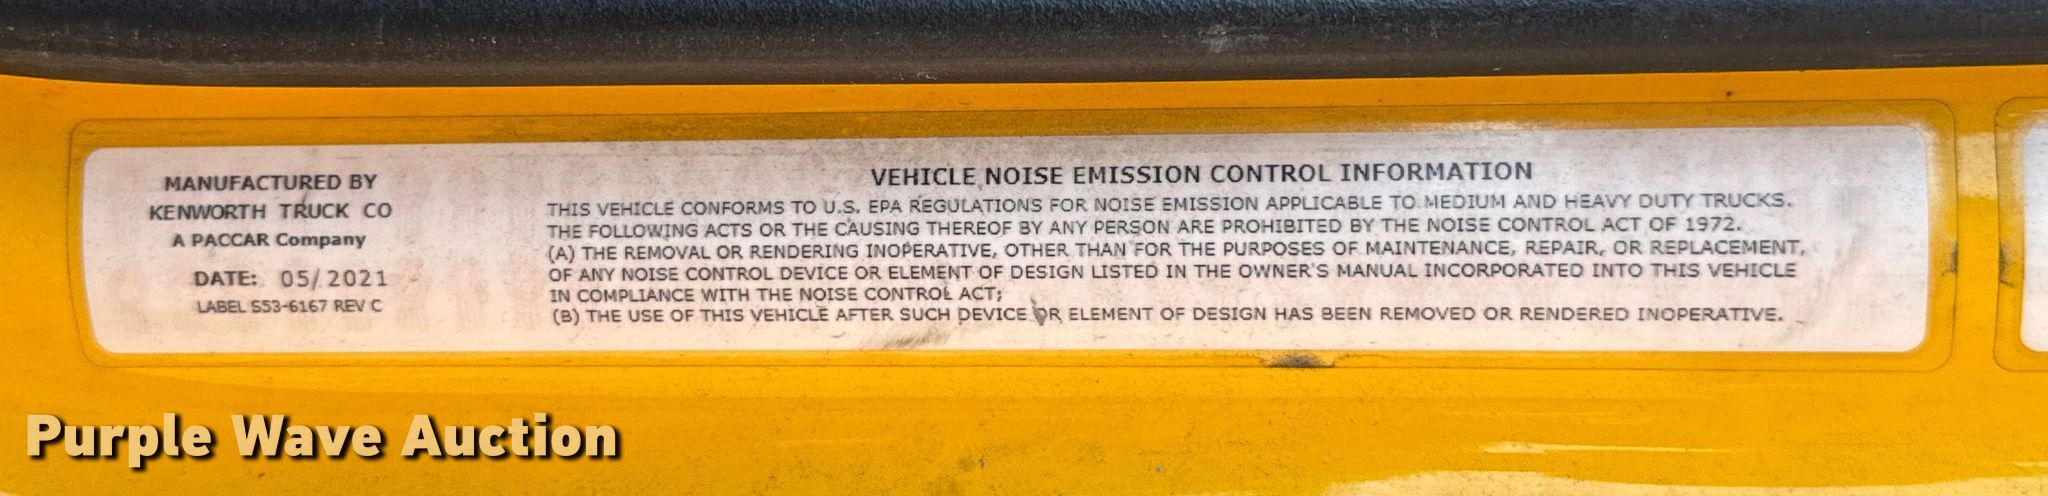 MANUFACTURED BY
KENWORTH TRUCK CO
A PACCAR Company
DATE: 05/2021
LABEL S53-6167 REV C
VEHICLE NOISE EMISSION CONTROL INFORMATION
THIS VEHICLE CONFORMS TO U.S. EPA REGULATIONS FOR NOISE EMISSION APPLICABLE TO MEDIUM AND HEAVY DUTY TRUCKS.
THE FOLLOWING ACTS OR THE CAUSING THEREOF BY ANY PERSON ARE PROHIBITED BY THE NOISE CONTROL ACT OF 1972.
(A) THE REMOVAL OR RENDERING INOPERATIVE, OTHER THAN FOR THE PURPOSES OF MAINTENANCE, REPAIR, OR REPLACEMENT,
OF ANY NOISE CONTROL DEVICE OR ELEMENT OF DESIGN LISTED IN THE OWNER'S MANUAL INCORPORATED INTO THIS VEHICLE
IN COMPLIANCE WITH THE NOISE CONTROL ACT;
(B) THE USE OF THIS VEHICLE AFTER SUCH DEVICE OR ELEMENT OF DESIGN HAS BEEN REMOVED OR RENDERED INOPERATIVE.
Purple Wave Auction